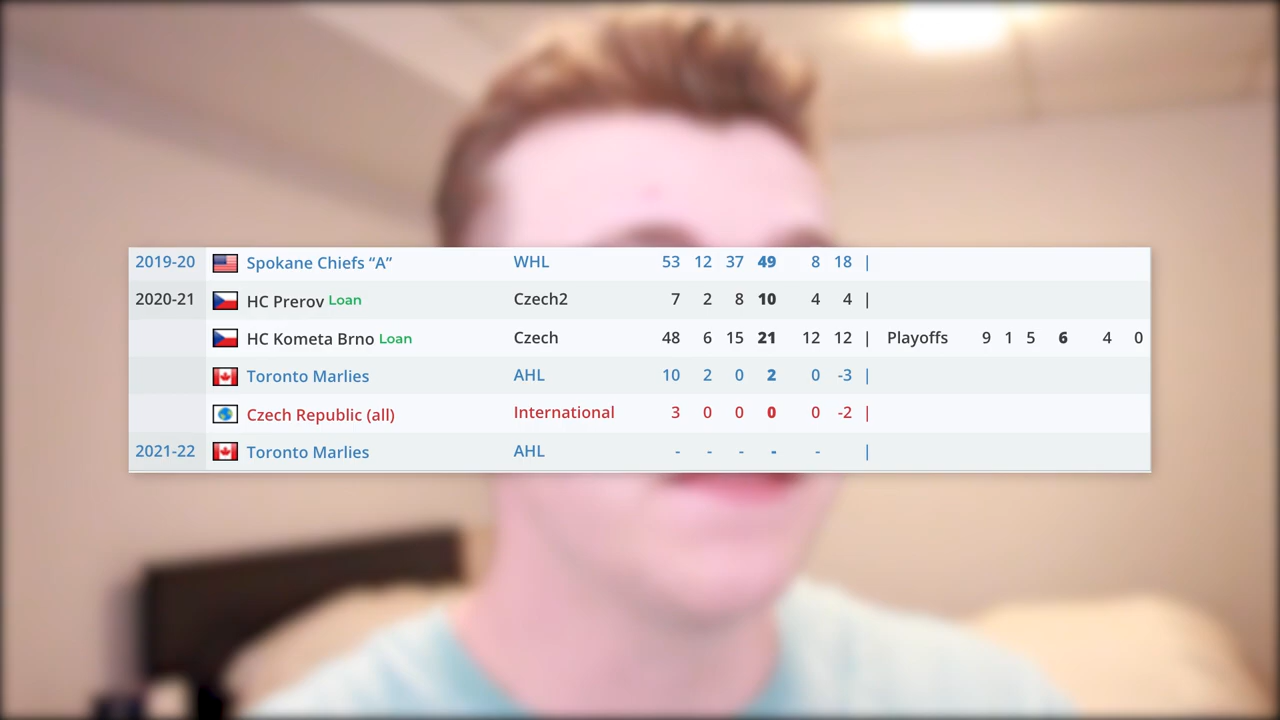 2019-20 Spokane Chiefs “A” WHL 53 12 37 49 8 18 |
2020-21 HC Prerov Loan Czech2 7 2 8 10 4 4 |
HC Kometa Brno Loan Czech 48 6 15 21 12 12 | Playoffs 9 1 5 6 4 0
Toronto Marlies AHL 10 2 0 2 0 -3 |
Czech Republic (all) International 3 0 0 0 0 -2 |
2021-22 Toronto Marlies AHL - - - - - |